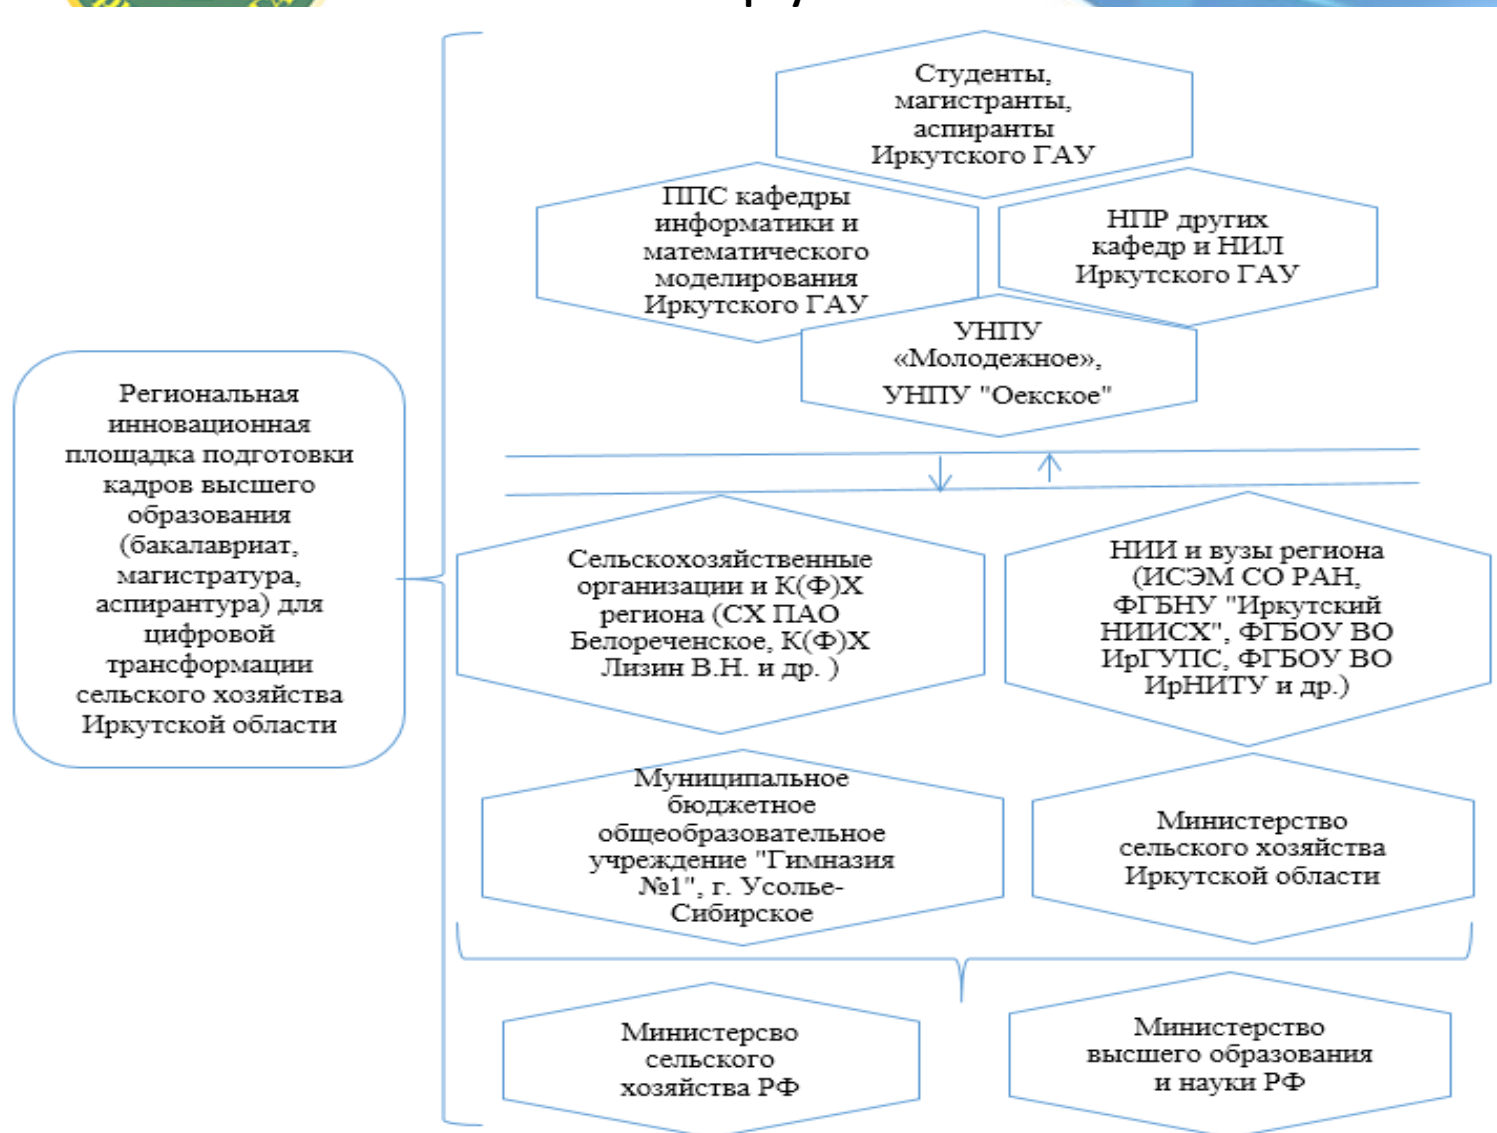 Студенты,
магистранты,
аспиранты
Иркутского ГАУ
ППС кафедры
информатики и
математического
моделирования
Иркутского ГАУ
НПР других
кафедр и НИЛ
Иркутского ГАУ
УНПУ
«Молодежное»,
УНПУ "Оекское"
Региональная
инновационная
площадка подготовки
кадров высшего
образования
(бакалавриат,
магистратура,
аспирантура) для
цифровой
трансформации
сельского хозяйства
Иркутской области
Сельскохозяйственные
организации и К(Ф)Х
региона (СХ ПАО
Белореченское, К(Ф)Х
Лизин В.Н. и др. )
НИИ и вузы региона
(ИСЭМ СО РАН,
ФГБНУ "Иркутский
НИИСХ", ФГБОУ ВО
ИрГУПС, ФГБОУ ВО
ИрНИТУ и др.)
Муниципальное
бюджетное
общеобразовательное
учреждение "Гимназия
№1", г. Усолье-
Сибирское
Министерство
сельского хозяйства
Иркутской области
Министерсво
сельского
хозяйства РФ
Министерство
высшего образования
и науки РФ